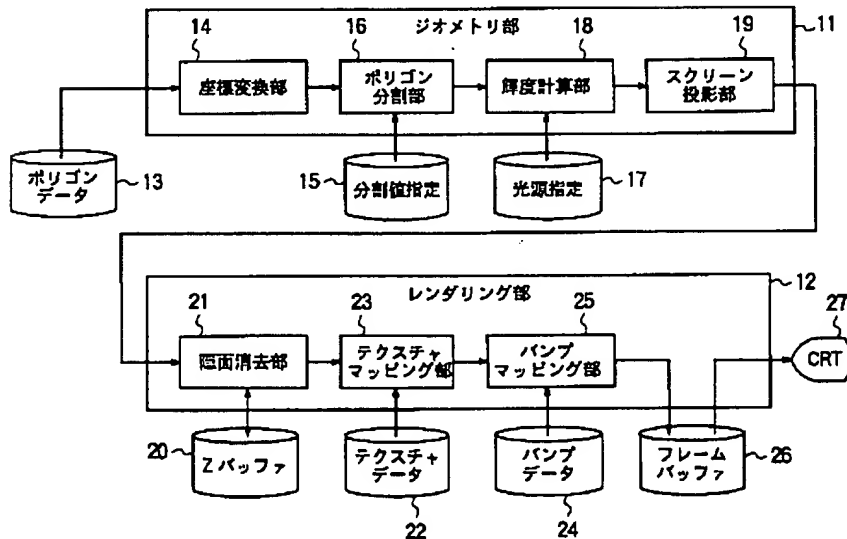 ジオメトリ部
11
14
座標変換部
16
ポリゴン
分割部
18
輝度計算部
19
スクリーン
投影部
ポリゴン
データ
13
15
分割値指定
光源指定
17
レンダリング部
12
21
隠面消去部
23
テクスチャ
マッピング部
25
バンプ
マッピング部
27
CRT
20
Zバッファ
テクスチャ
データ
22
バンプ
データ
24
フレーム
バッファ
26